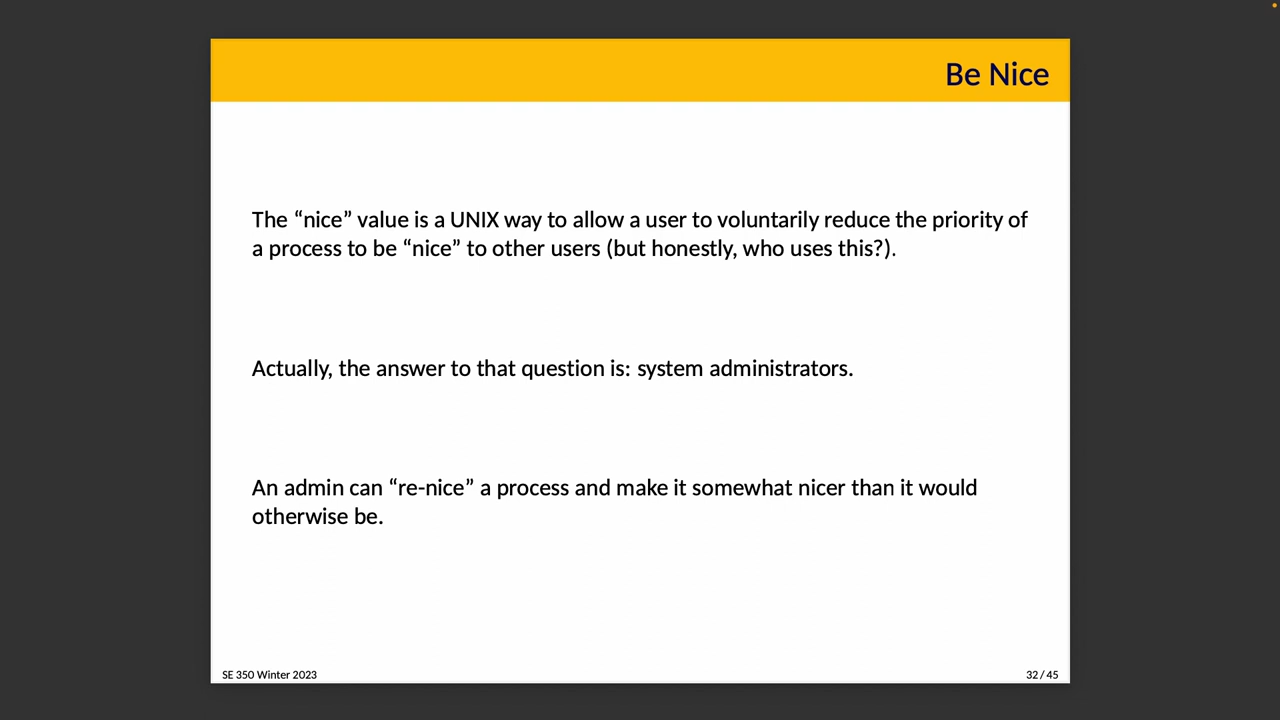 Be Nice
The “nice” value is a UNIX way to allow a user to voluntarily reduce the priority of
a process to be “nice” to other users (but honestly, who uses this?).
Actually, the answer to that question is: system administrators.
An admin can “re-nice” a process and make it somewhat nicer than it would
otherwise be.
SE 350 Winter 2023
32 / 45